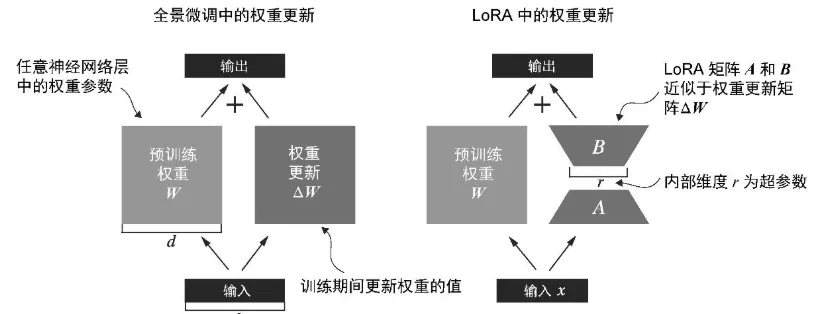 全景微调中的权重更新
LoRA 中的权重更新
任意神经网络层
中的权重参数
输出
+
预训练
权重
W
权重
更新
ΔW
d
输入
训练期间更新权重的值
输出
+
LoRA 矩阵 A 和 B
近似于权重更新矩
阵ΔW
预训练
权重
W
B
r
内部维度 r 为超参数
A
输入 x